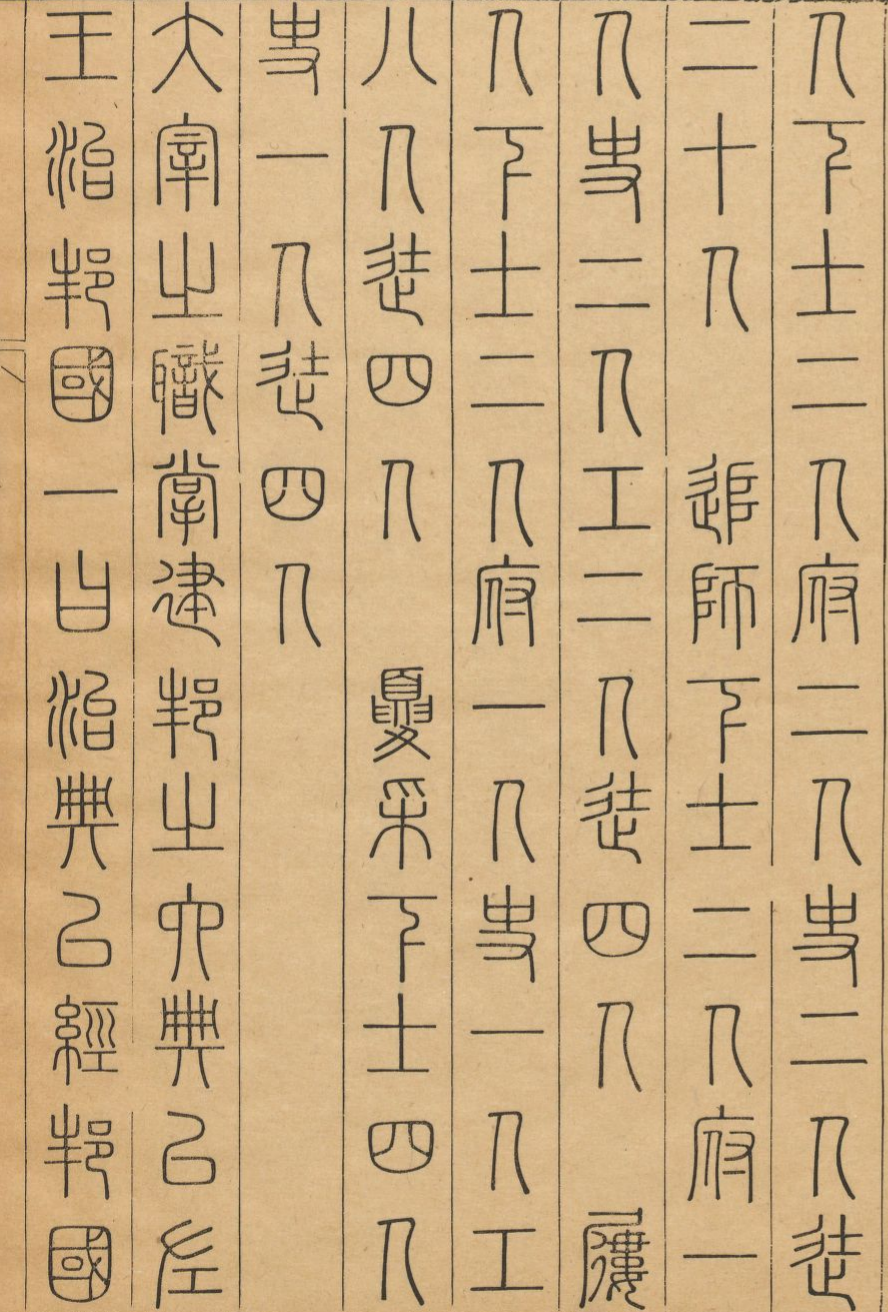 人下士二人府二人史二人徒
二十人 追師下士二人府一
人史二人工二人徒四人 屨
人下士二人府一人史一人工
八人徒四人 夏采下士四人
史一人徒四人
大宰之職掌建邦之六典以左
王治邦國一曰治典以經邦國